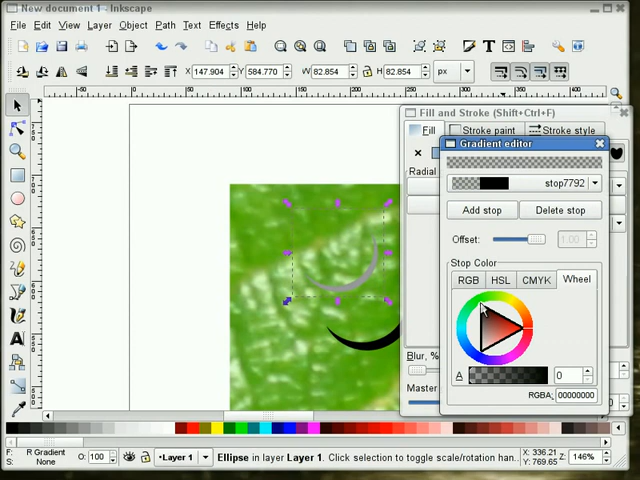 New document 1 - Inkscape
File Edit View Layer Object Path Text Effects Help
X 147.904 Y 584.770 W 82.854 H 82.854 px
Fill and Stroke (Shift+Ctrl+F)
Fill Stroke paint Stroke style
Gradient editor
Radial
stop7792
Add stop Delete stop
Offset: 1.00
Stop Color
RGB HSL CMYK Wheel
Blur, %
A 0
Master
RGBA: 00000000
F: R Gradient
S: None
O: 100
Layer 1
Ellipse in layer Layer 1. Click selection to toggle scale/rotation han...
X: 336.21
Y: 769.65
Z: 146%